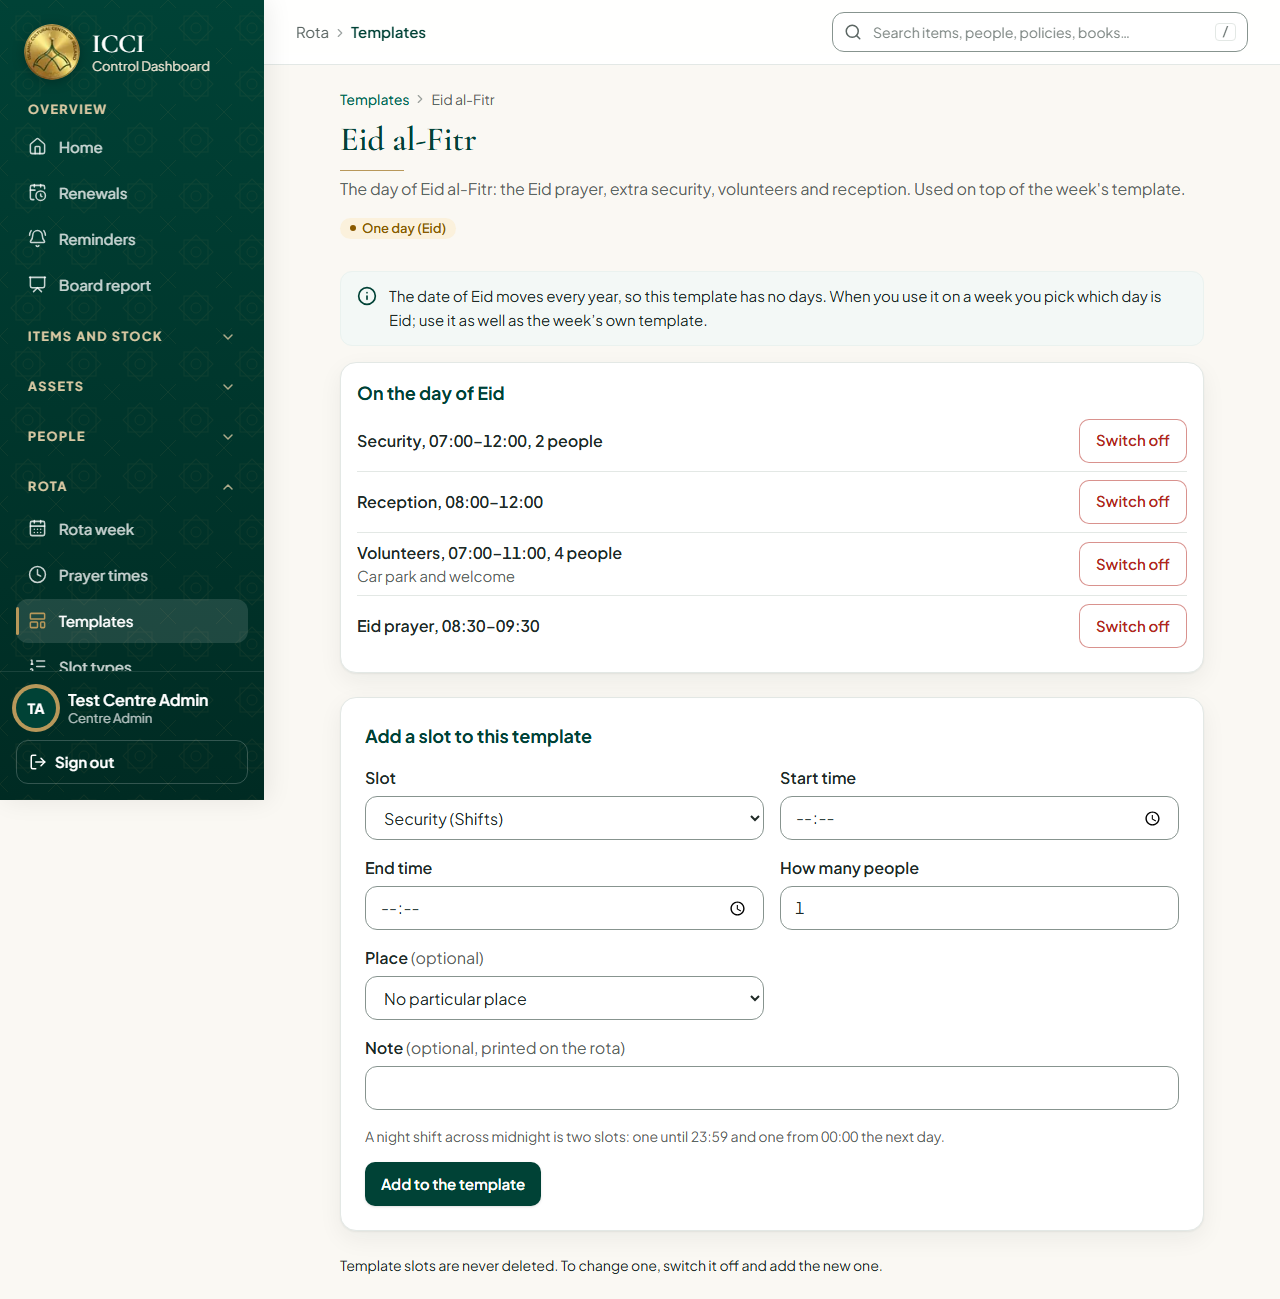 ICCI
Control Dashboard
OVERVIEW
Home
Renewals
Reminders
Board report
ITEMS AND STOCK
ASSETS
PEOPLE
ROTA
Rota week
Prayer times
Templates
Slot types
TA
Test Centre Admin
Centre Admin
Sign out
Rota > Templates
Search items, people, policies, books...
/
Templates > Eid al-Fitr
Eid al-Fitr
The day of Eid al-Fitr: the Eid prayer, extra security, volunteers and reception. Used on top of the week's template.
One day (Eid)
The date of Eid moves every year, so this template has no days. When you use it on a week you pick which day is
Eid; use it as well as the week's own template.
On the day of Eid
Security, 07:00–12:00, 2 people
Switch off
Reception, 08:00–12:00
Switch off
Volunteers, 07:00–11:00, 4 people
Car park and welcome
Switch off
Eid prayer, 08:30–09:30
Switch off
Add a slot to this template
Slot
Security (Shifts)
Start time
--:--
End time
--:--
How many people
1
Place (optional)
No particular place
Note (optional, printed on the rota)
A night shift across midnight is two slots: one until 23:59 and one from 00:00 the next day.
Add to the template
Template slots are never deleted. To change one, switch it off and add the new one.